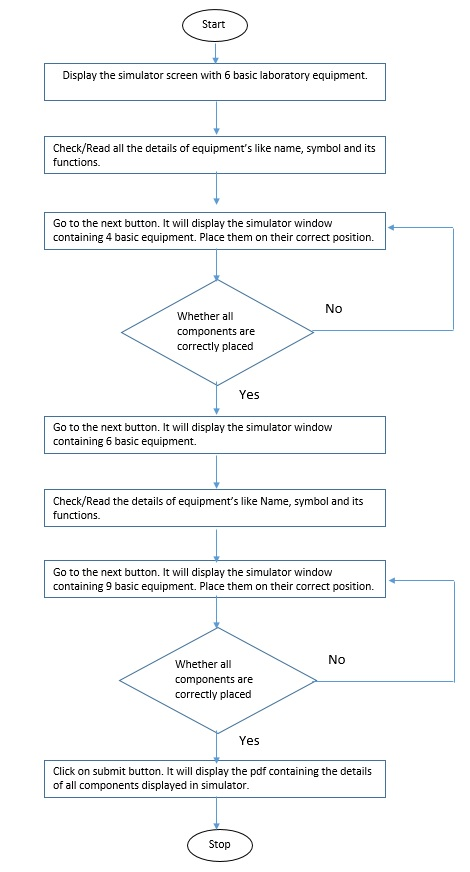 Start
Display the simulator screen with 6 basic laboratory equipment.
Check/Read all the details of equipment's like name, symbol and its
functions.
Go to the next button. It will display the simulator window
containing 4 basic equipment. Place them on their correct position.
Whether all
components are
correctly placed
No
Yes
Go to the next button. It will display the simulator window
containing 6 basic equipment.
Check/Read the details of equipment's like Name, symbol and its
functions.
Go to the next button. It will display the simulator window
containing 9 basic equipment. Place them on their correct position.
Whether all
components are
correctly placed
No
Yes
Click on submit button. It will display the pdf containing the details
of all components displayed in simulator.
Stop